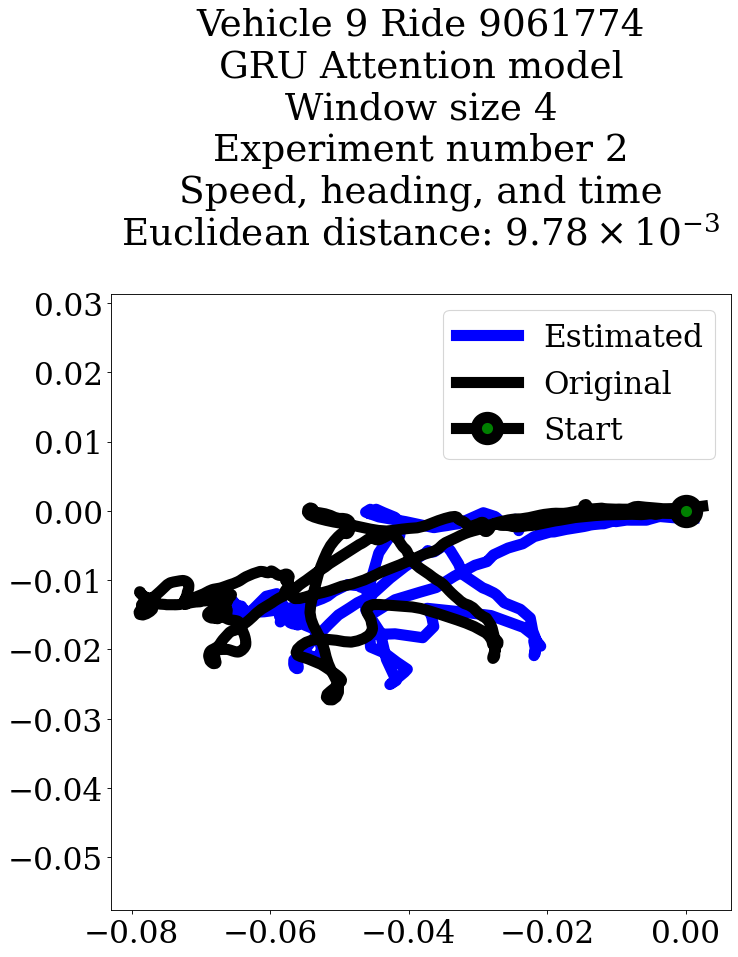 Vehicle 9 Ride 9061774
GRU Attention model
Window size 4
Experiment number 2
Speed, heading, and time
Euclidean distance: 9.78 × 10⁻³
Estimated
Original
Start
0.03
0.02
0.01
0.00
−0.01
−0.02
−0.03
−0.04
−0.05
−0.08 −0.06 −0.04 −0.02 0.00